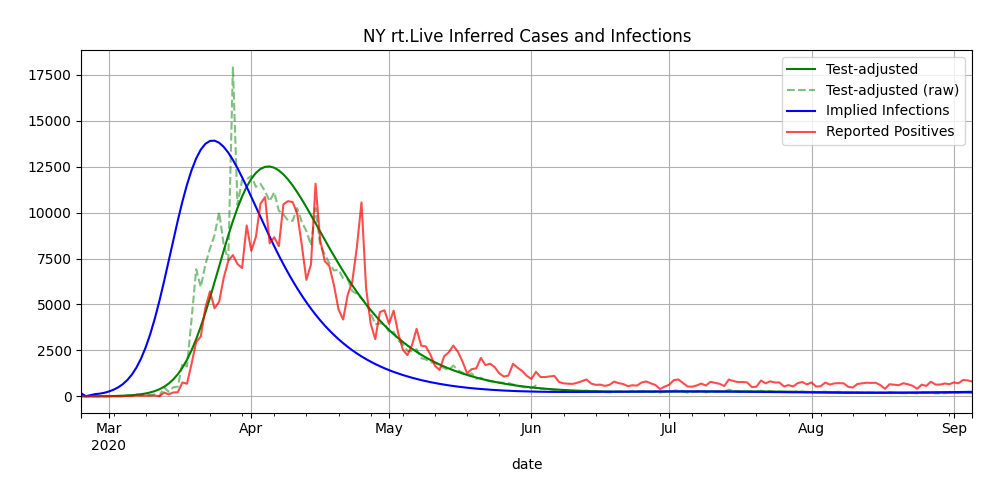 NY rt.Live Inferred Cases and Infections
Test-adjusted
Test-adjusted (raw)
Implied Infections
Reported Positives
17500
15000
12500
10000
7500
5000
2500
0
Mar Apr May Jun Jul Aug Sep
2020
date